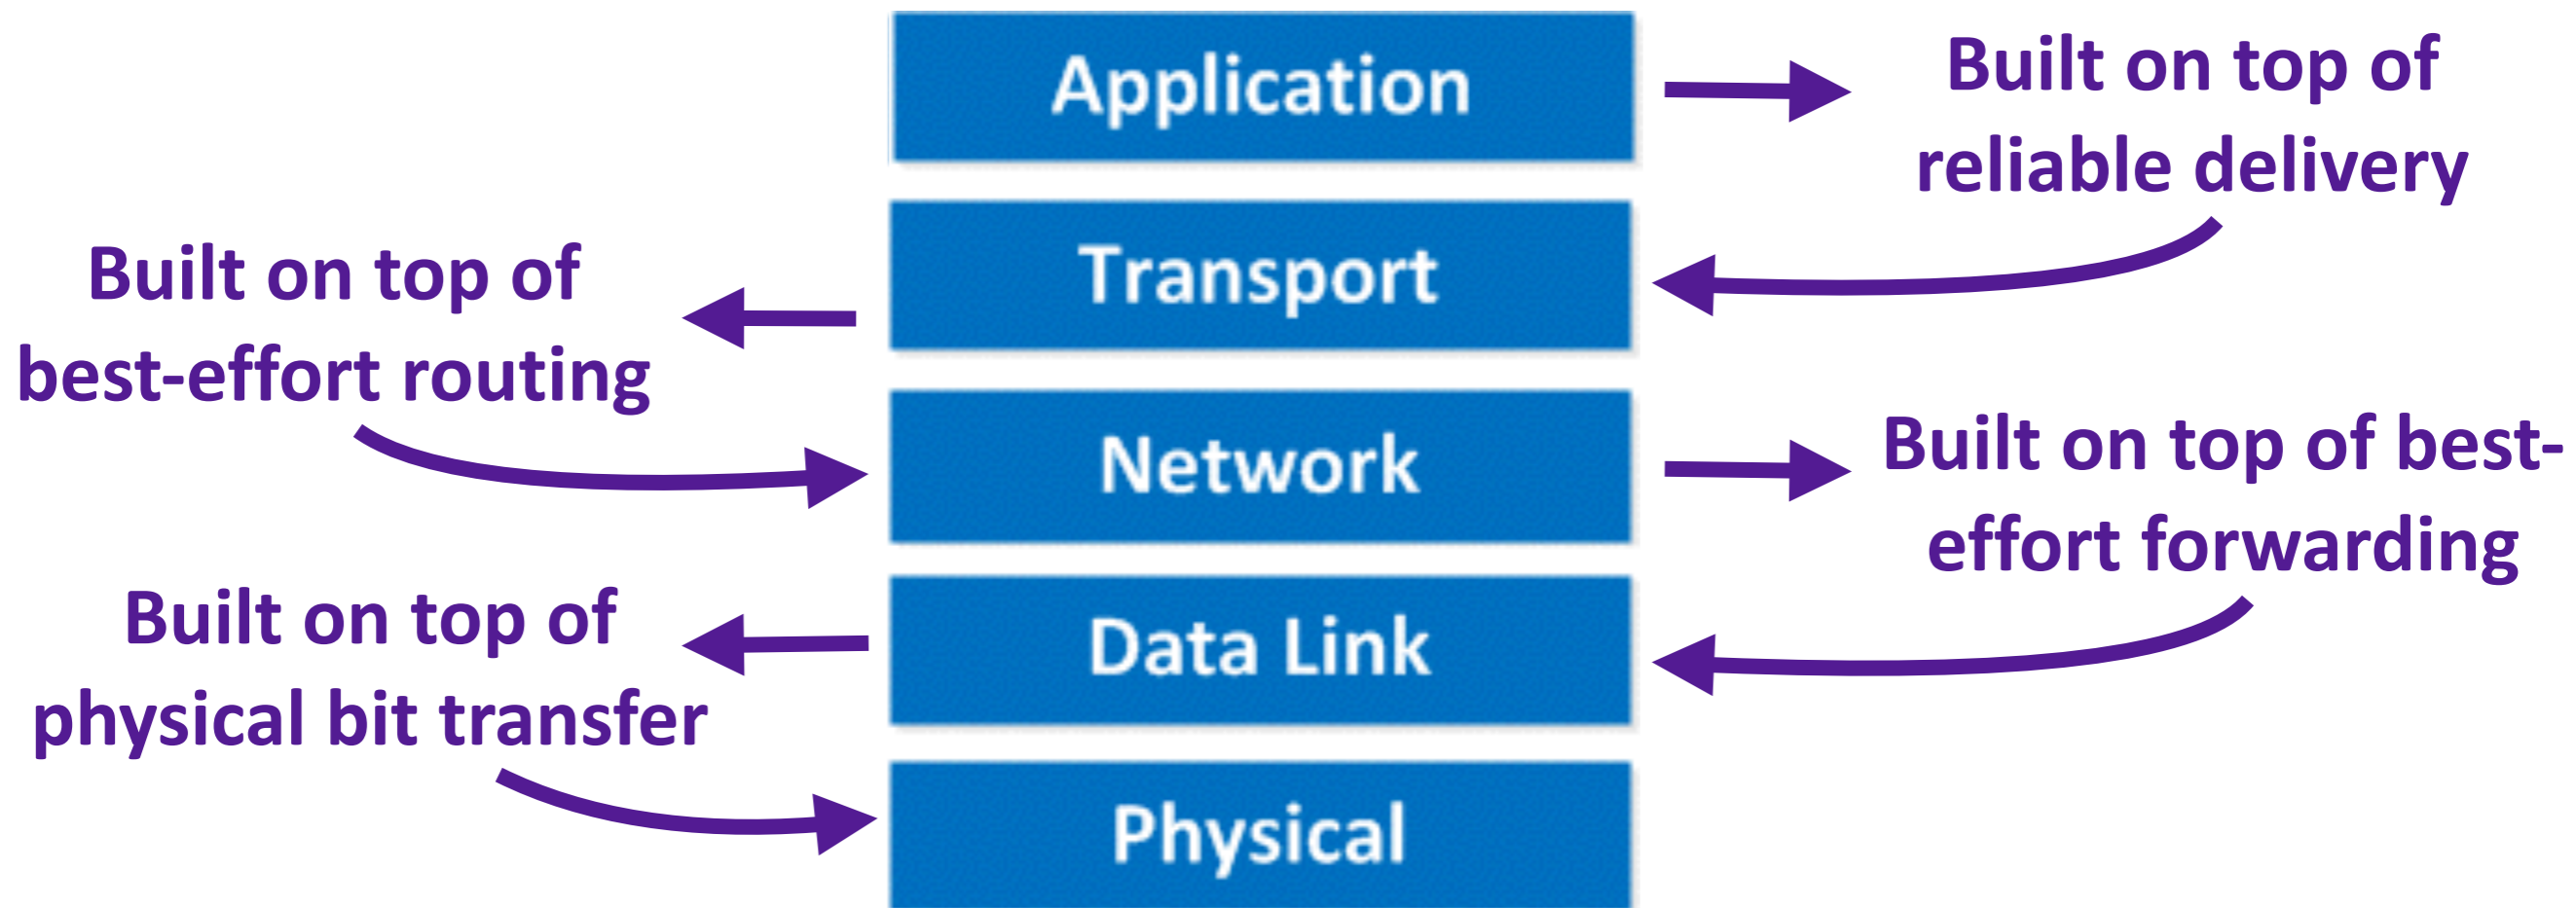 Application
Built on top of
reliable delivery
Transport
Built on top of
best-effort routing
Network
Built on top of best-
effort forwarding
Data Link
Built on top of
physical bit transfer
Physical